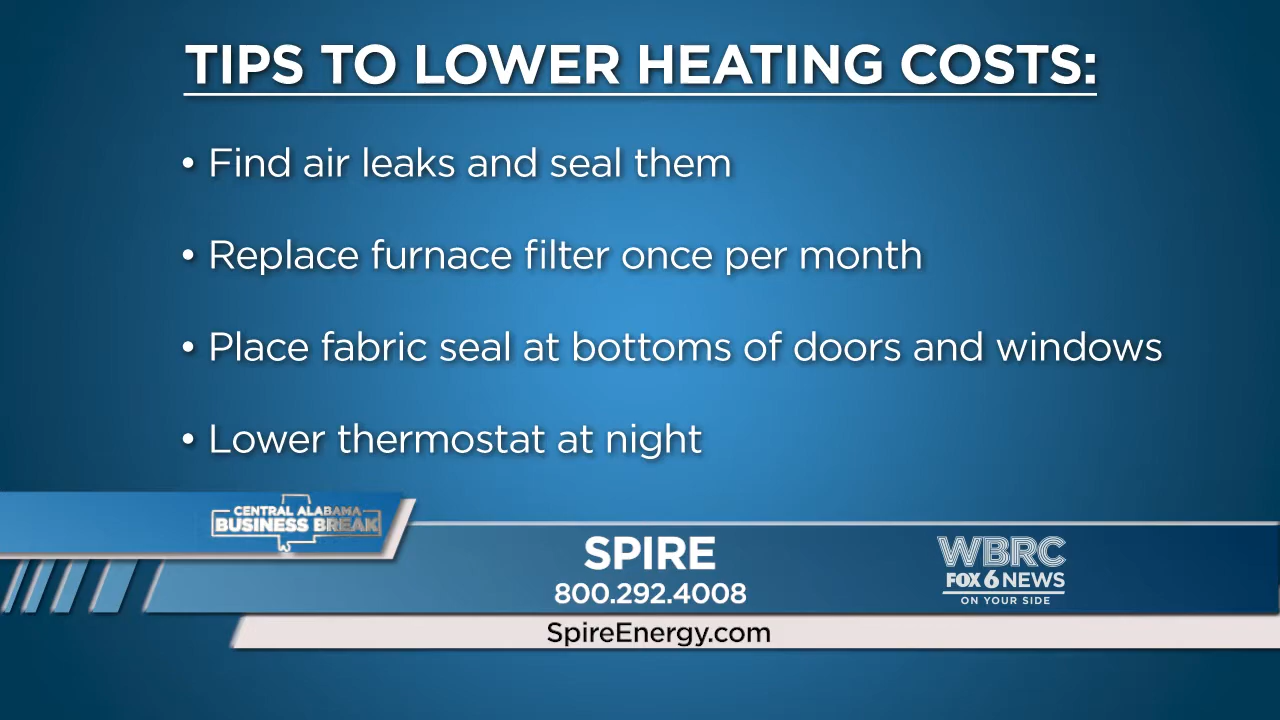 TIPS TO LOWER HEATING COSTS:
• Find air leaks and seal them
• Replace furnace filter once per month
• Place fabric seal at bottoms of doors and windows
• Lower thermostat at night
CENTRAL ALABAMA
BUSINESS BREAK
SPIRE
800.292.4008
SpireEnergy.com
WBRC
FOX 6 NEWS
ON YOUR SIDE